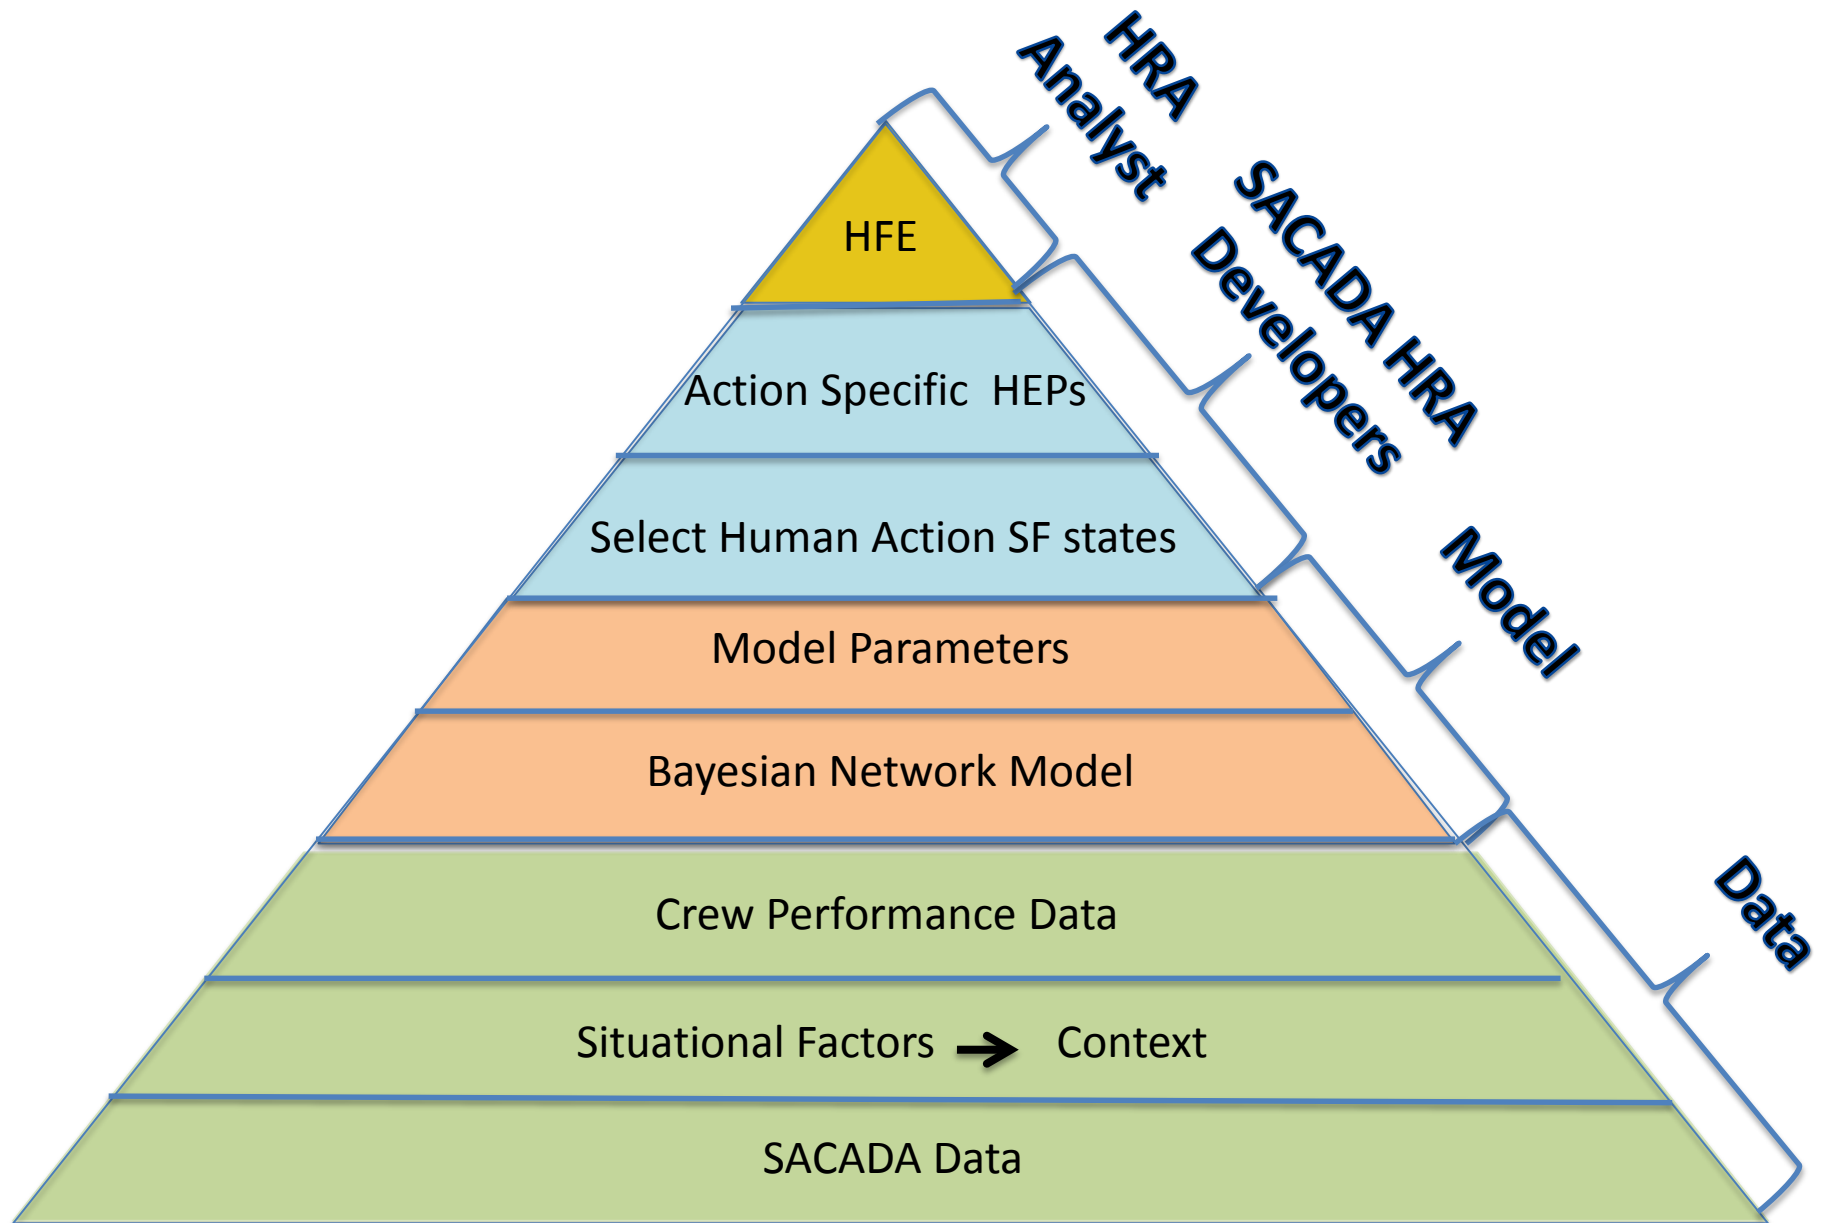 HRA
Analyst
SACADA HRA
Developers
HFE
Action Specific  HEPs
Select Human Action SF states
Model
Model Parameters
Bayesian Network Model
Data
Crew Performance Data
Situational Factors → Context
SACADA Data